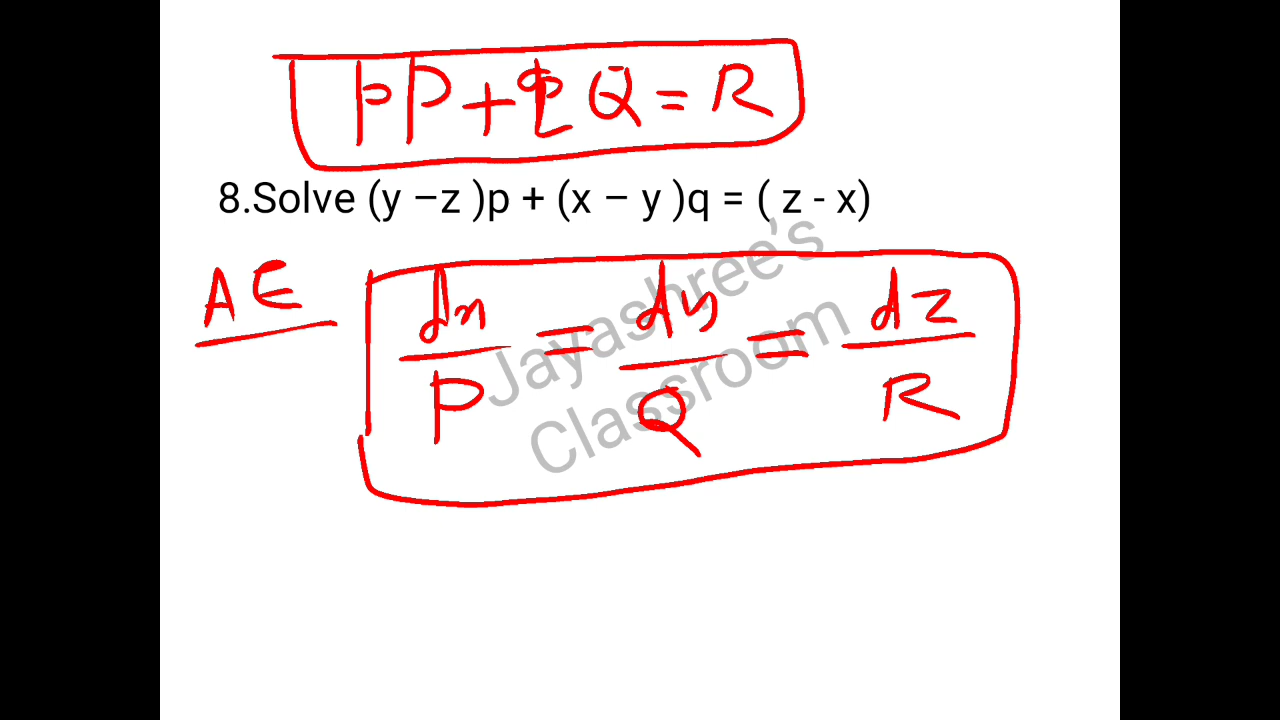 pP + qQ = R
8.Solve (y –z )p + (x – y )q = ( z - x)
AE dx/P = dy/Q = dz/R
Jayashree's
Classroom